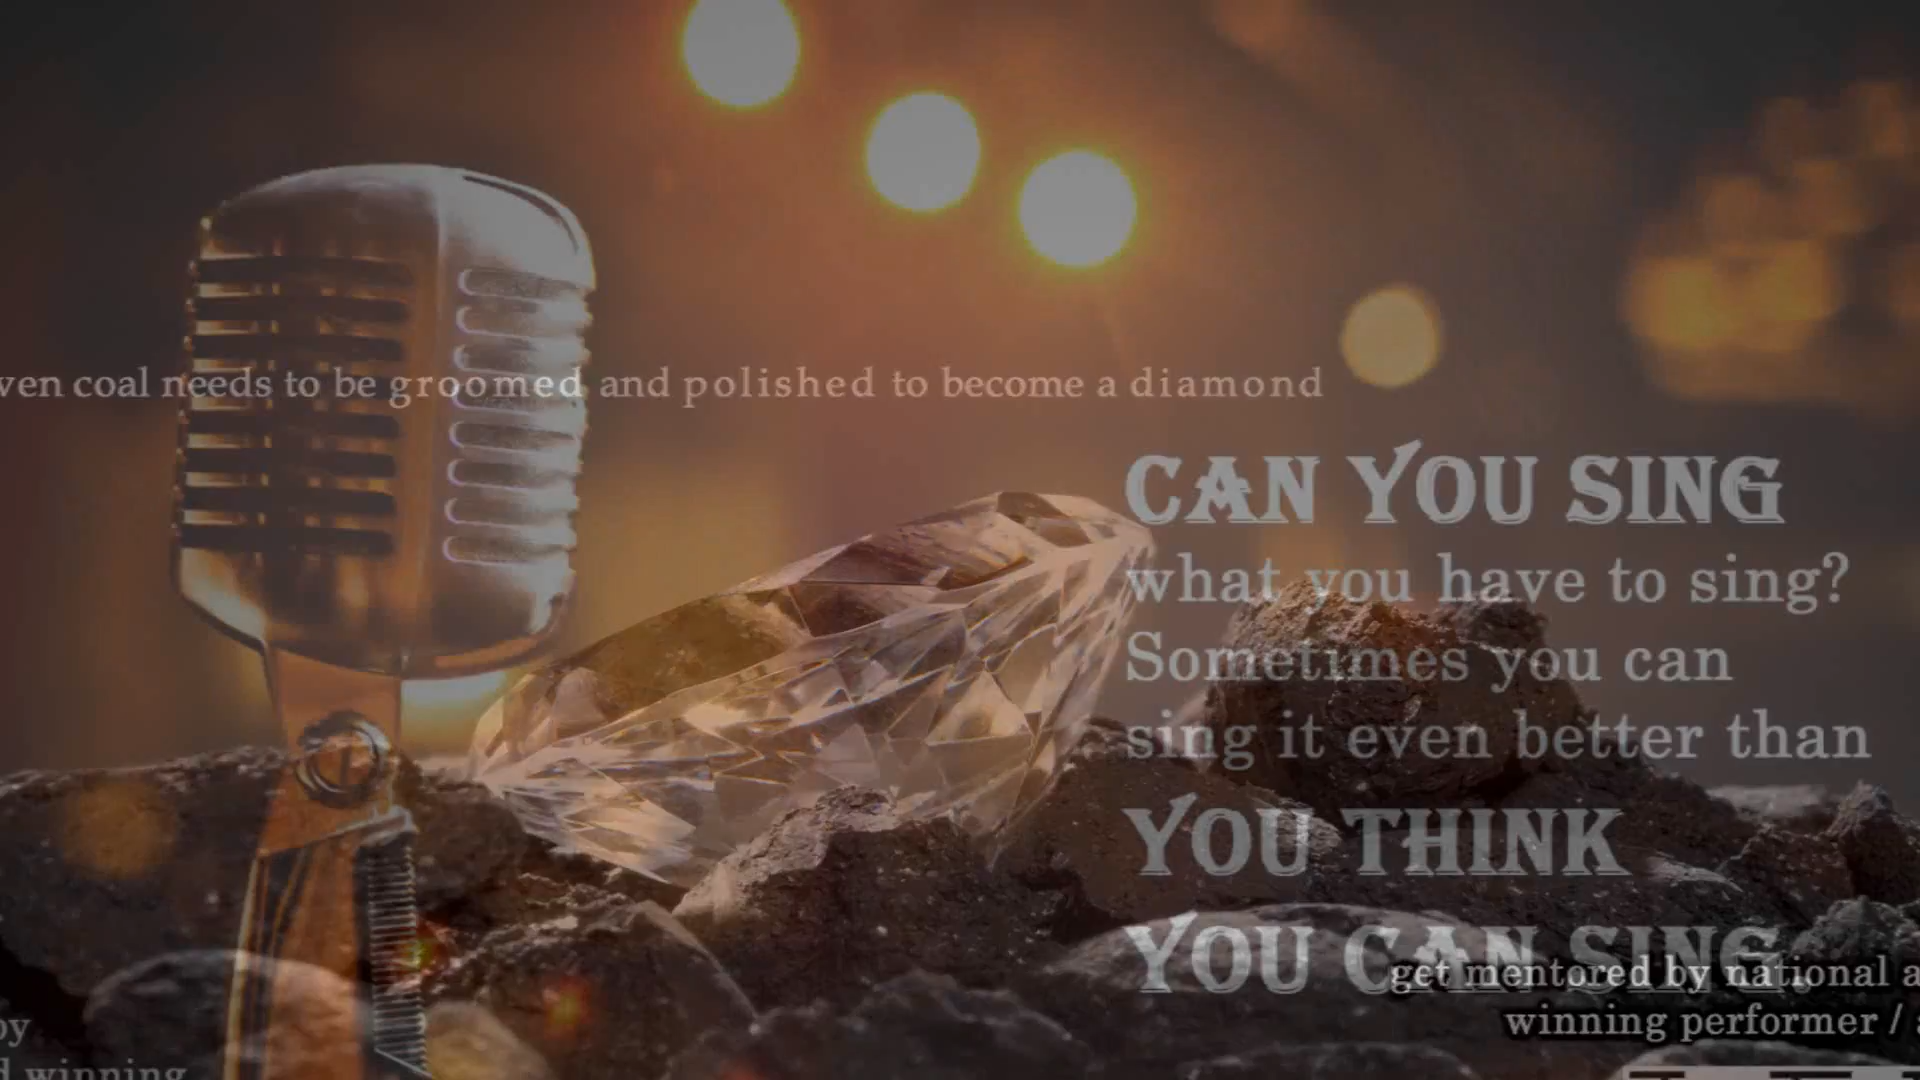 ven coal needs to be groomed and polished to become a diamond
CAN YOU SING
what you have to sing?
Sometimes you can
sing it even better than
YOU THINK
YOU CAN SING.
get mentored by national a
winning performer /
by
d winning